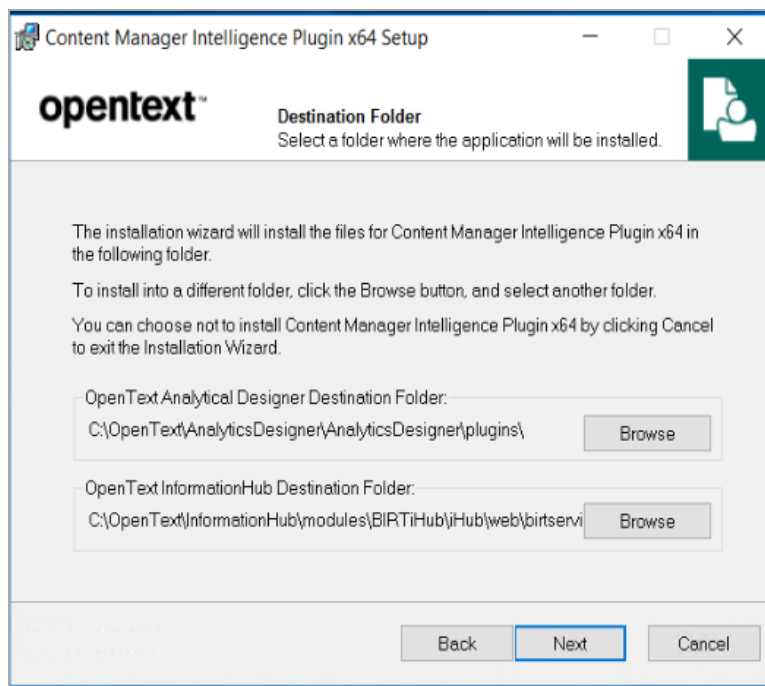 Content Manager Intelligence Plugin x64 Setup
opentext™
Destination Folder
Select a folder where the application will be installed.
The installation wizard will install the files for Content Manager Intelligence Plugin x64 in
the following folder.
To install into a different folder, click the Browse button, and select another folder.
You can choose not to install Content Manager Intelligence Plugin x64 by clicking Cancel
to exit the Installation Wizard.
OpenText Analytical Designer Destination Folder:
C:\OpenText\AnalyticsDesigner\AnalyticsDesigner\plugins\
Browse
OpenText InformationHub Destination Folder:
C:\OpenText\InformationHub\modules\BIRTiHub\iHub\web\birtservi
Browse
Back
Next
Cancel